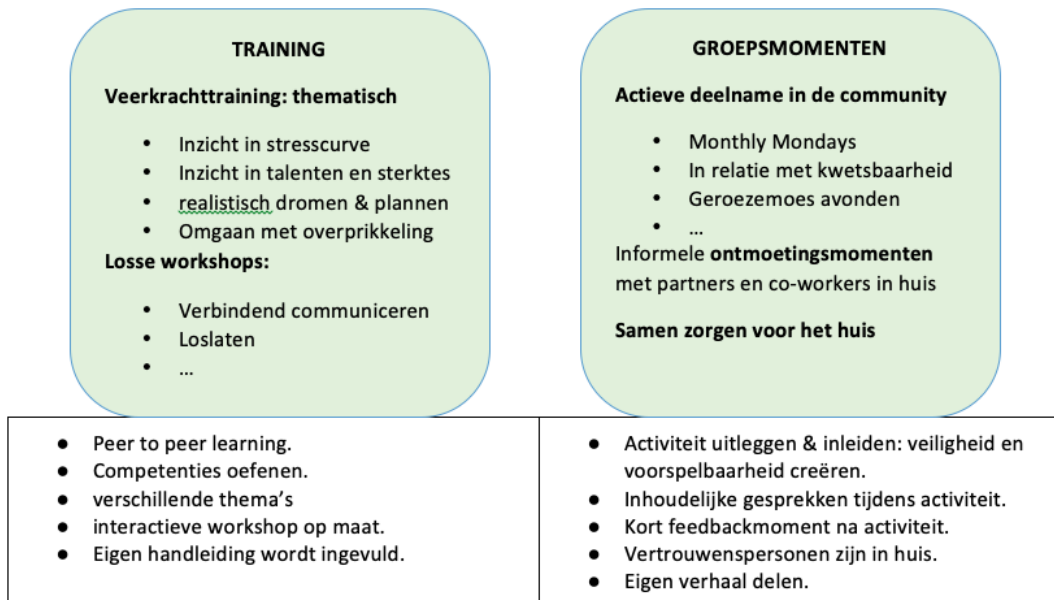 TRAINING
Veerkrachttraining: thematisch
• Inzicht in stresscurve
• Inzicht in talenten en sterktes
• realistisch dromen & plannen
• Omgaan met overprikkeling
Losse workshops:
• Verbindend communiceren
• Loslaten
• ...
GROEPSMOMENTEN
Actieve deelname in de community
• Monthly Mondays
• In relatie met kwetsbaarheid
• Geroezemoes avonden
• ...
Informele ontmoetingsmomenten
met partners en co-workers in huis
Samen zorgen voor het huis
● Peer to peer learning.
● Competenties oefenen.
● verschillende thema's
● interactieve workshop op maat.
● Eigen handleiding wordt ingevuld.
● Activiteit uitleggen & inleiden: veiligheid en
voorspelbaarheid creëren.
● Inhoudelijke gesprekken tijdens activiteit.
● Kort feedbackmoment na activiteit.
● Vertrouwenspersonen zijn in huis.
● Eigen verhaal delen.